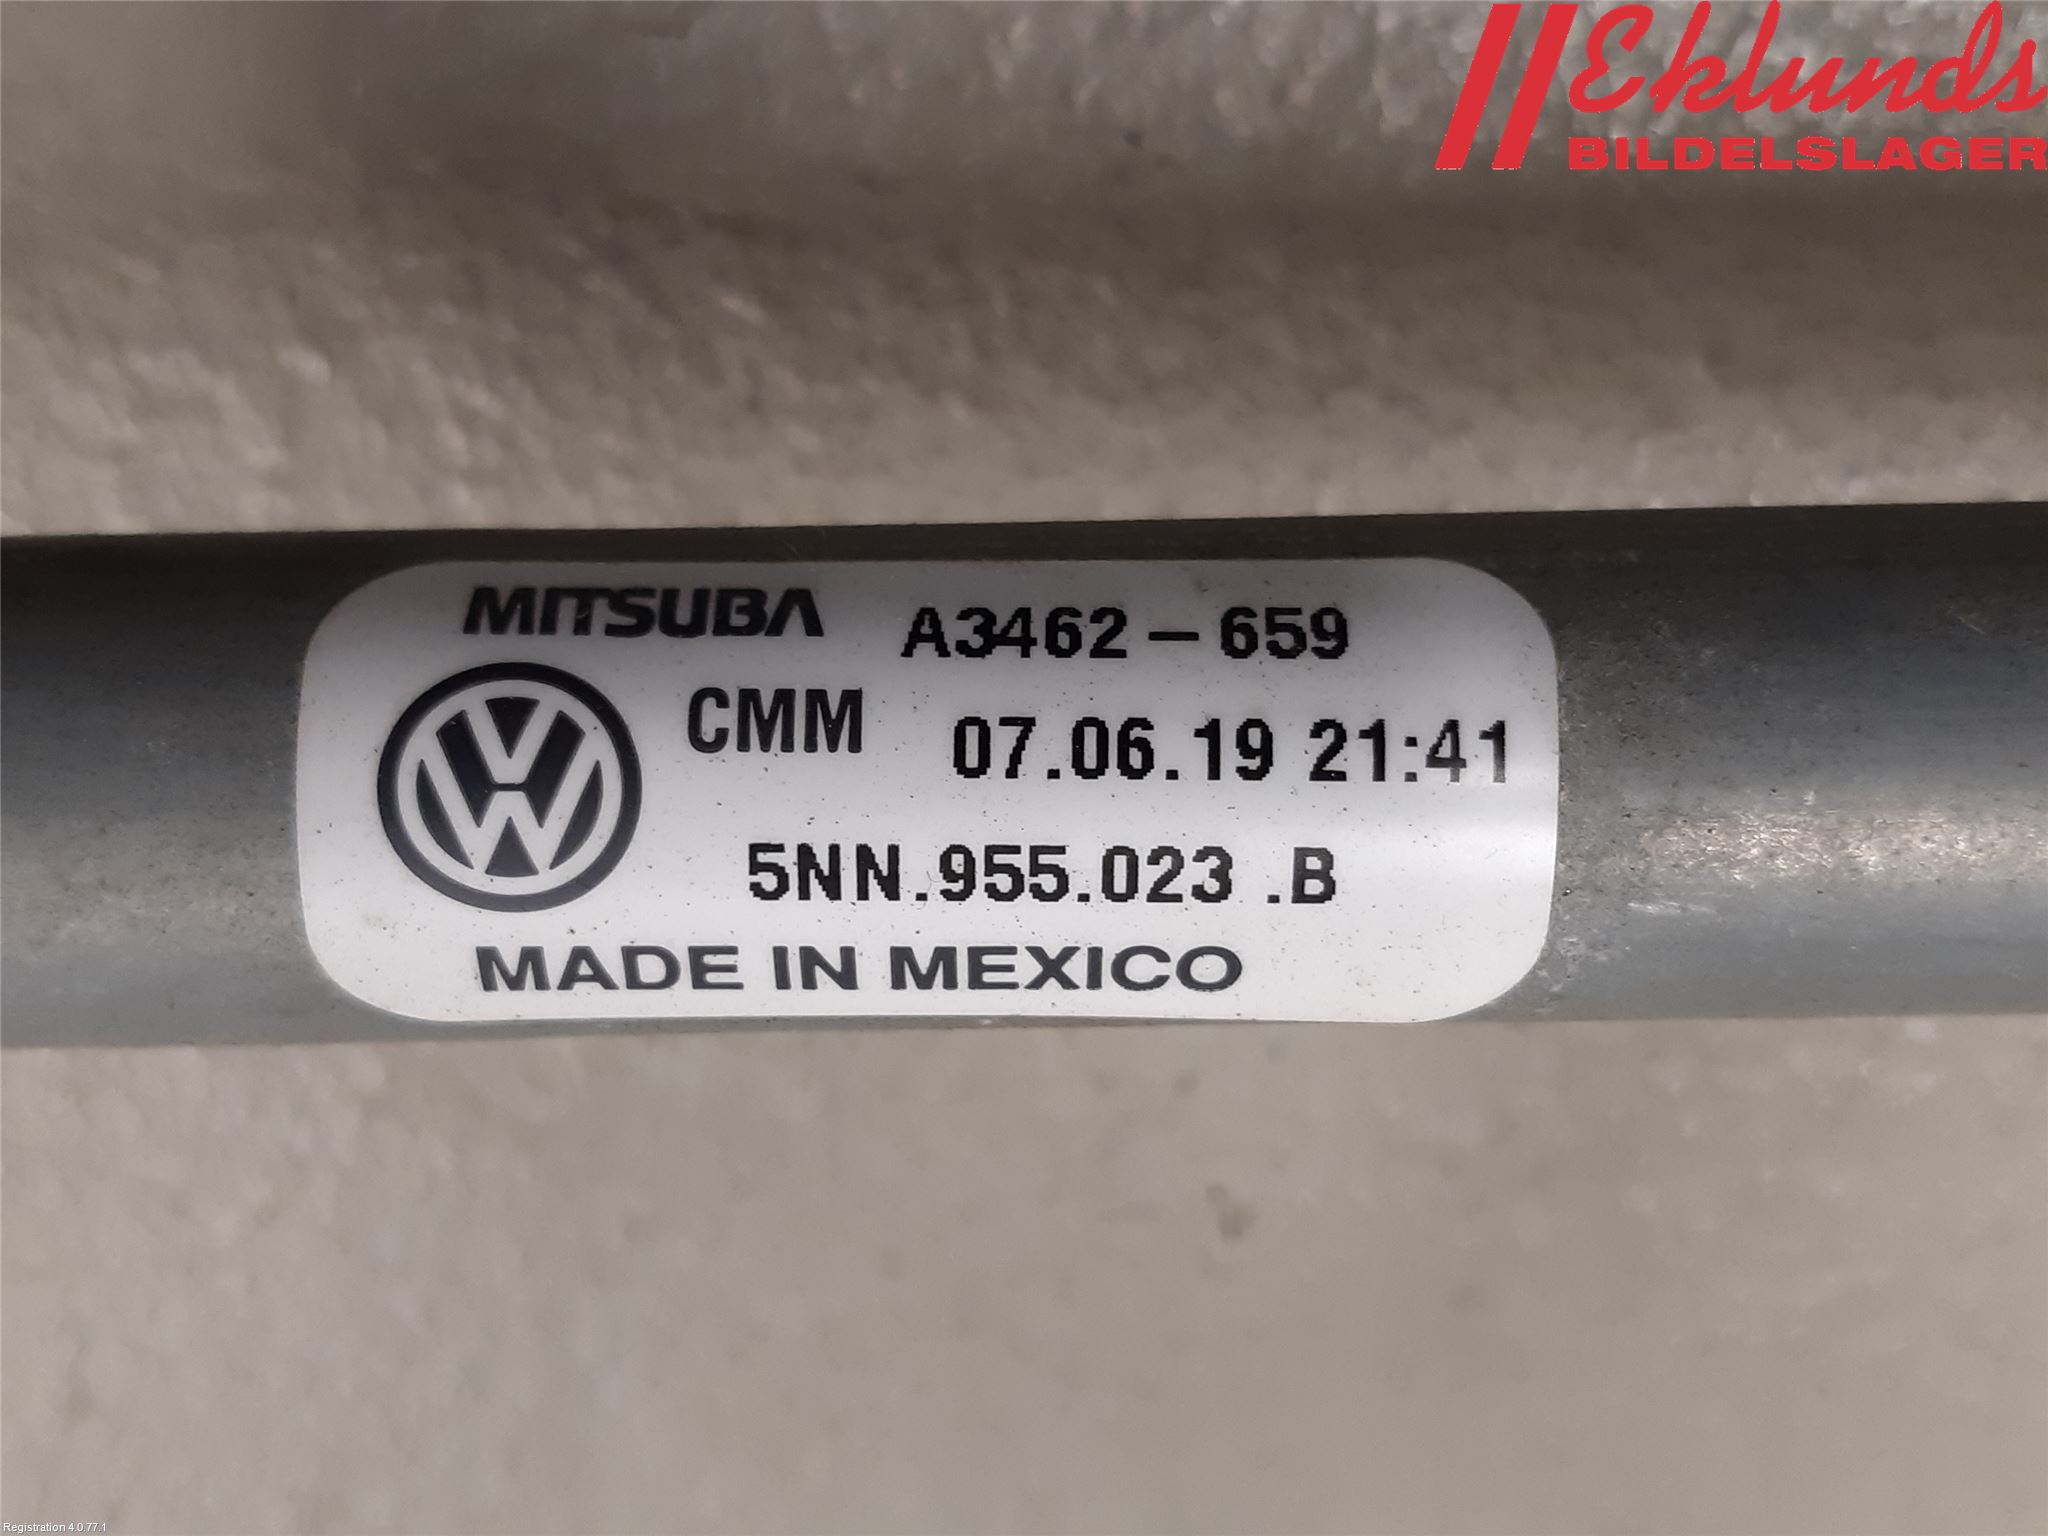 Eklunds
BILDELSLAGER
MITSUBA A3462-659
CMM 07.06.19 21:41
5NN.955.023 .B
MADE IN MEXICO
Registration 4.0.77.1